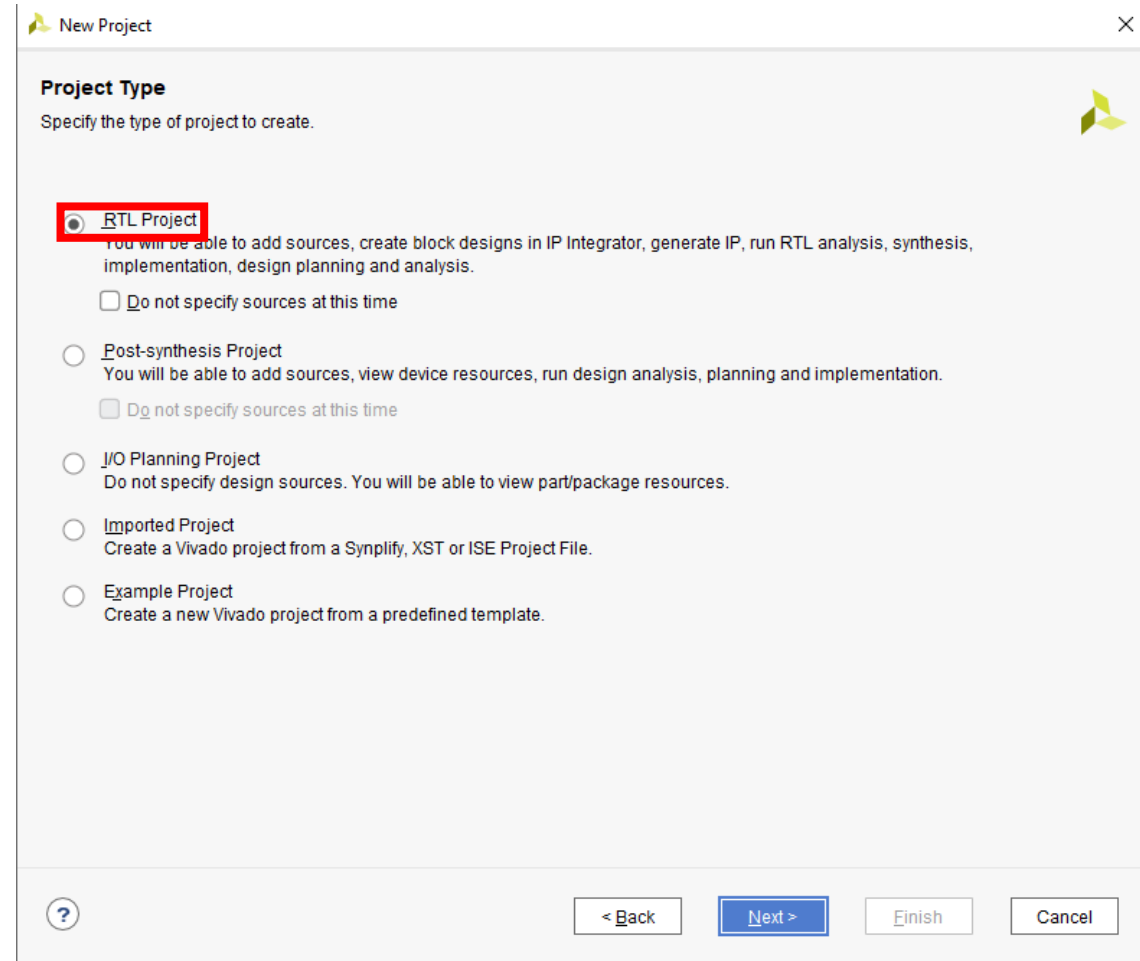 New Project
Project Type
Specify the type of project to create.
RTL Project
You will be able to add sources, create block designs in IP Integrator, generate IP, run RTL analysis, synthesis,
implementation, design planning and analysis.
Do not specify sources at this time
Post-synthesis Project
You will be able to add sources, view device resources, run design analysis, planning and implementation.
Do not specify sources at this time
I/O Planning Project
Do not specify design sources. You will be able to view part/package resources.
Imported Project
Create a Vivado project from a Synplify, XST or ISE Project File.
Example Project
Create a new Vivado project from a predefined template.
?
< Back
Next >
Finish
Cancel